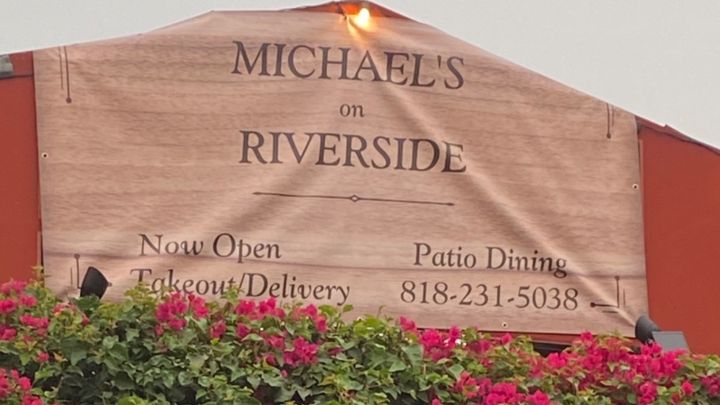 MICHAEL'S
on
RIVERSIDE
Now Open
Patio Dining
Takeout/Delivery
818-231-5038